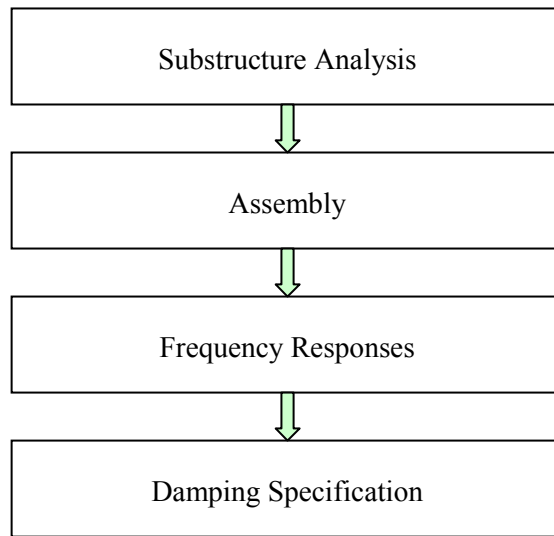 Substructure Analysis
Assembly
Frequency Responses
Damping Specification